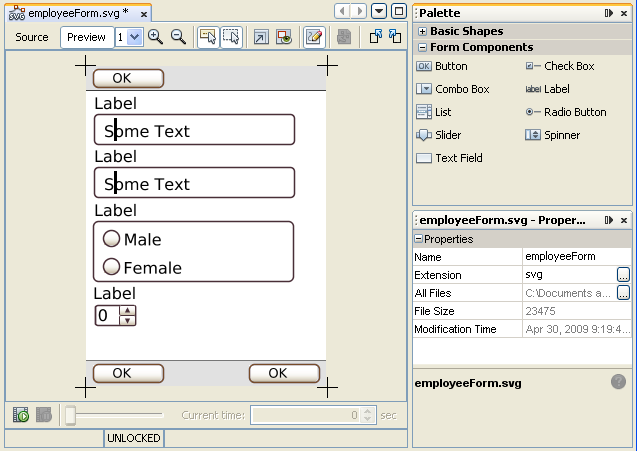 SVG employeeForm.svg * x
Source Preview 1
OK
Label
Some Text
Label
Some Text
Label
Male
Female
Label
0
OK OK
Current time: 0 sec
UNLOCKED
Palette
Basic Shapes
Form Components
OK Button Check Box
Combo Box label Label
List Radio Button
Slider Spinner
Text Field
employeeForm.svg - Proper...
Properties
Name employeeForm
Extension svg ...
All Files C:\Documents a... ...
File Size 23475
Modification Time Apr 30, 2009 9:19:4...
employeeForm.svg
?